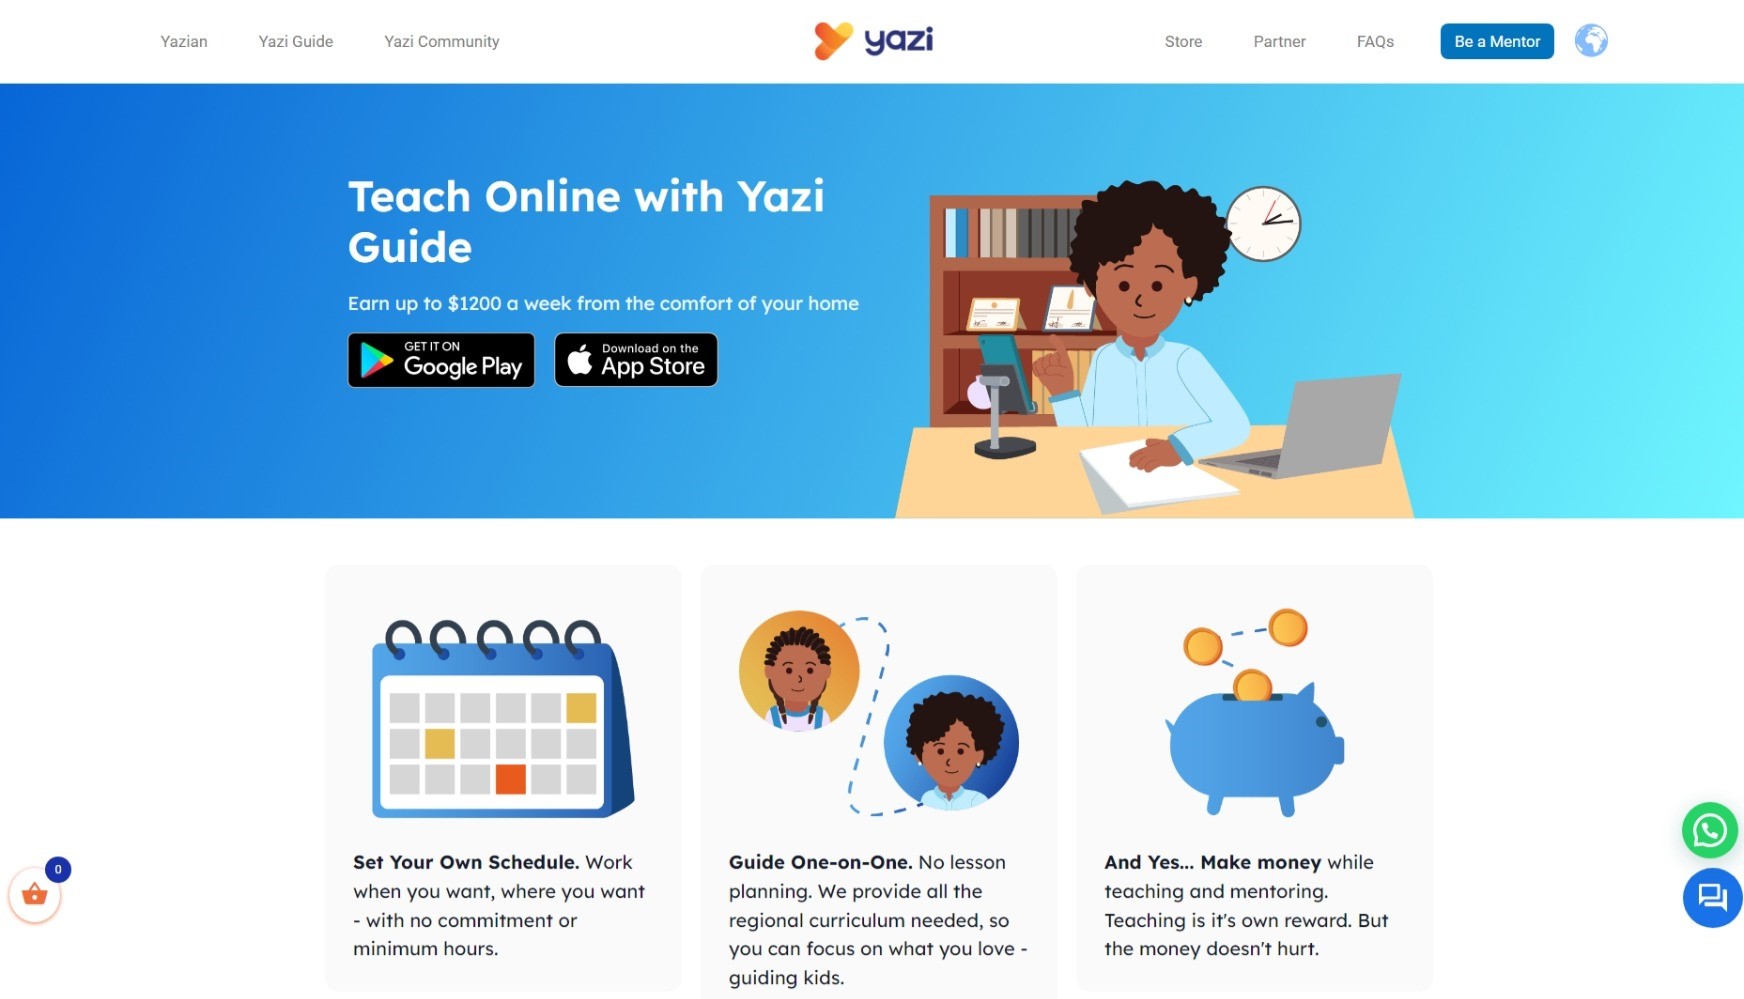 Yazian
Yazi Guide
Yazi Community
yazi
Store
Partner
FAQs
Be a Mentor
Teach Online with Yazi
Guide
Earn up to $1200 a week from the comfort of your home
GET IT ON
Google Play
Download on the
App Store
Set Your Own Schedule. Work
when you want, where you want
- with no commitment or
minimum hours.
Guide One-on-One. No lesson
planning. We provide all the
regional curriculum needed, so
you can focus on what you love -
guiding kids.
And Yes... Make money while
teaching and mentoring.
Teaching is it's own reward. But
the money doesn't hurt.
0